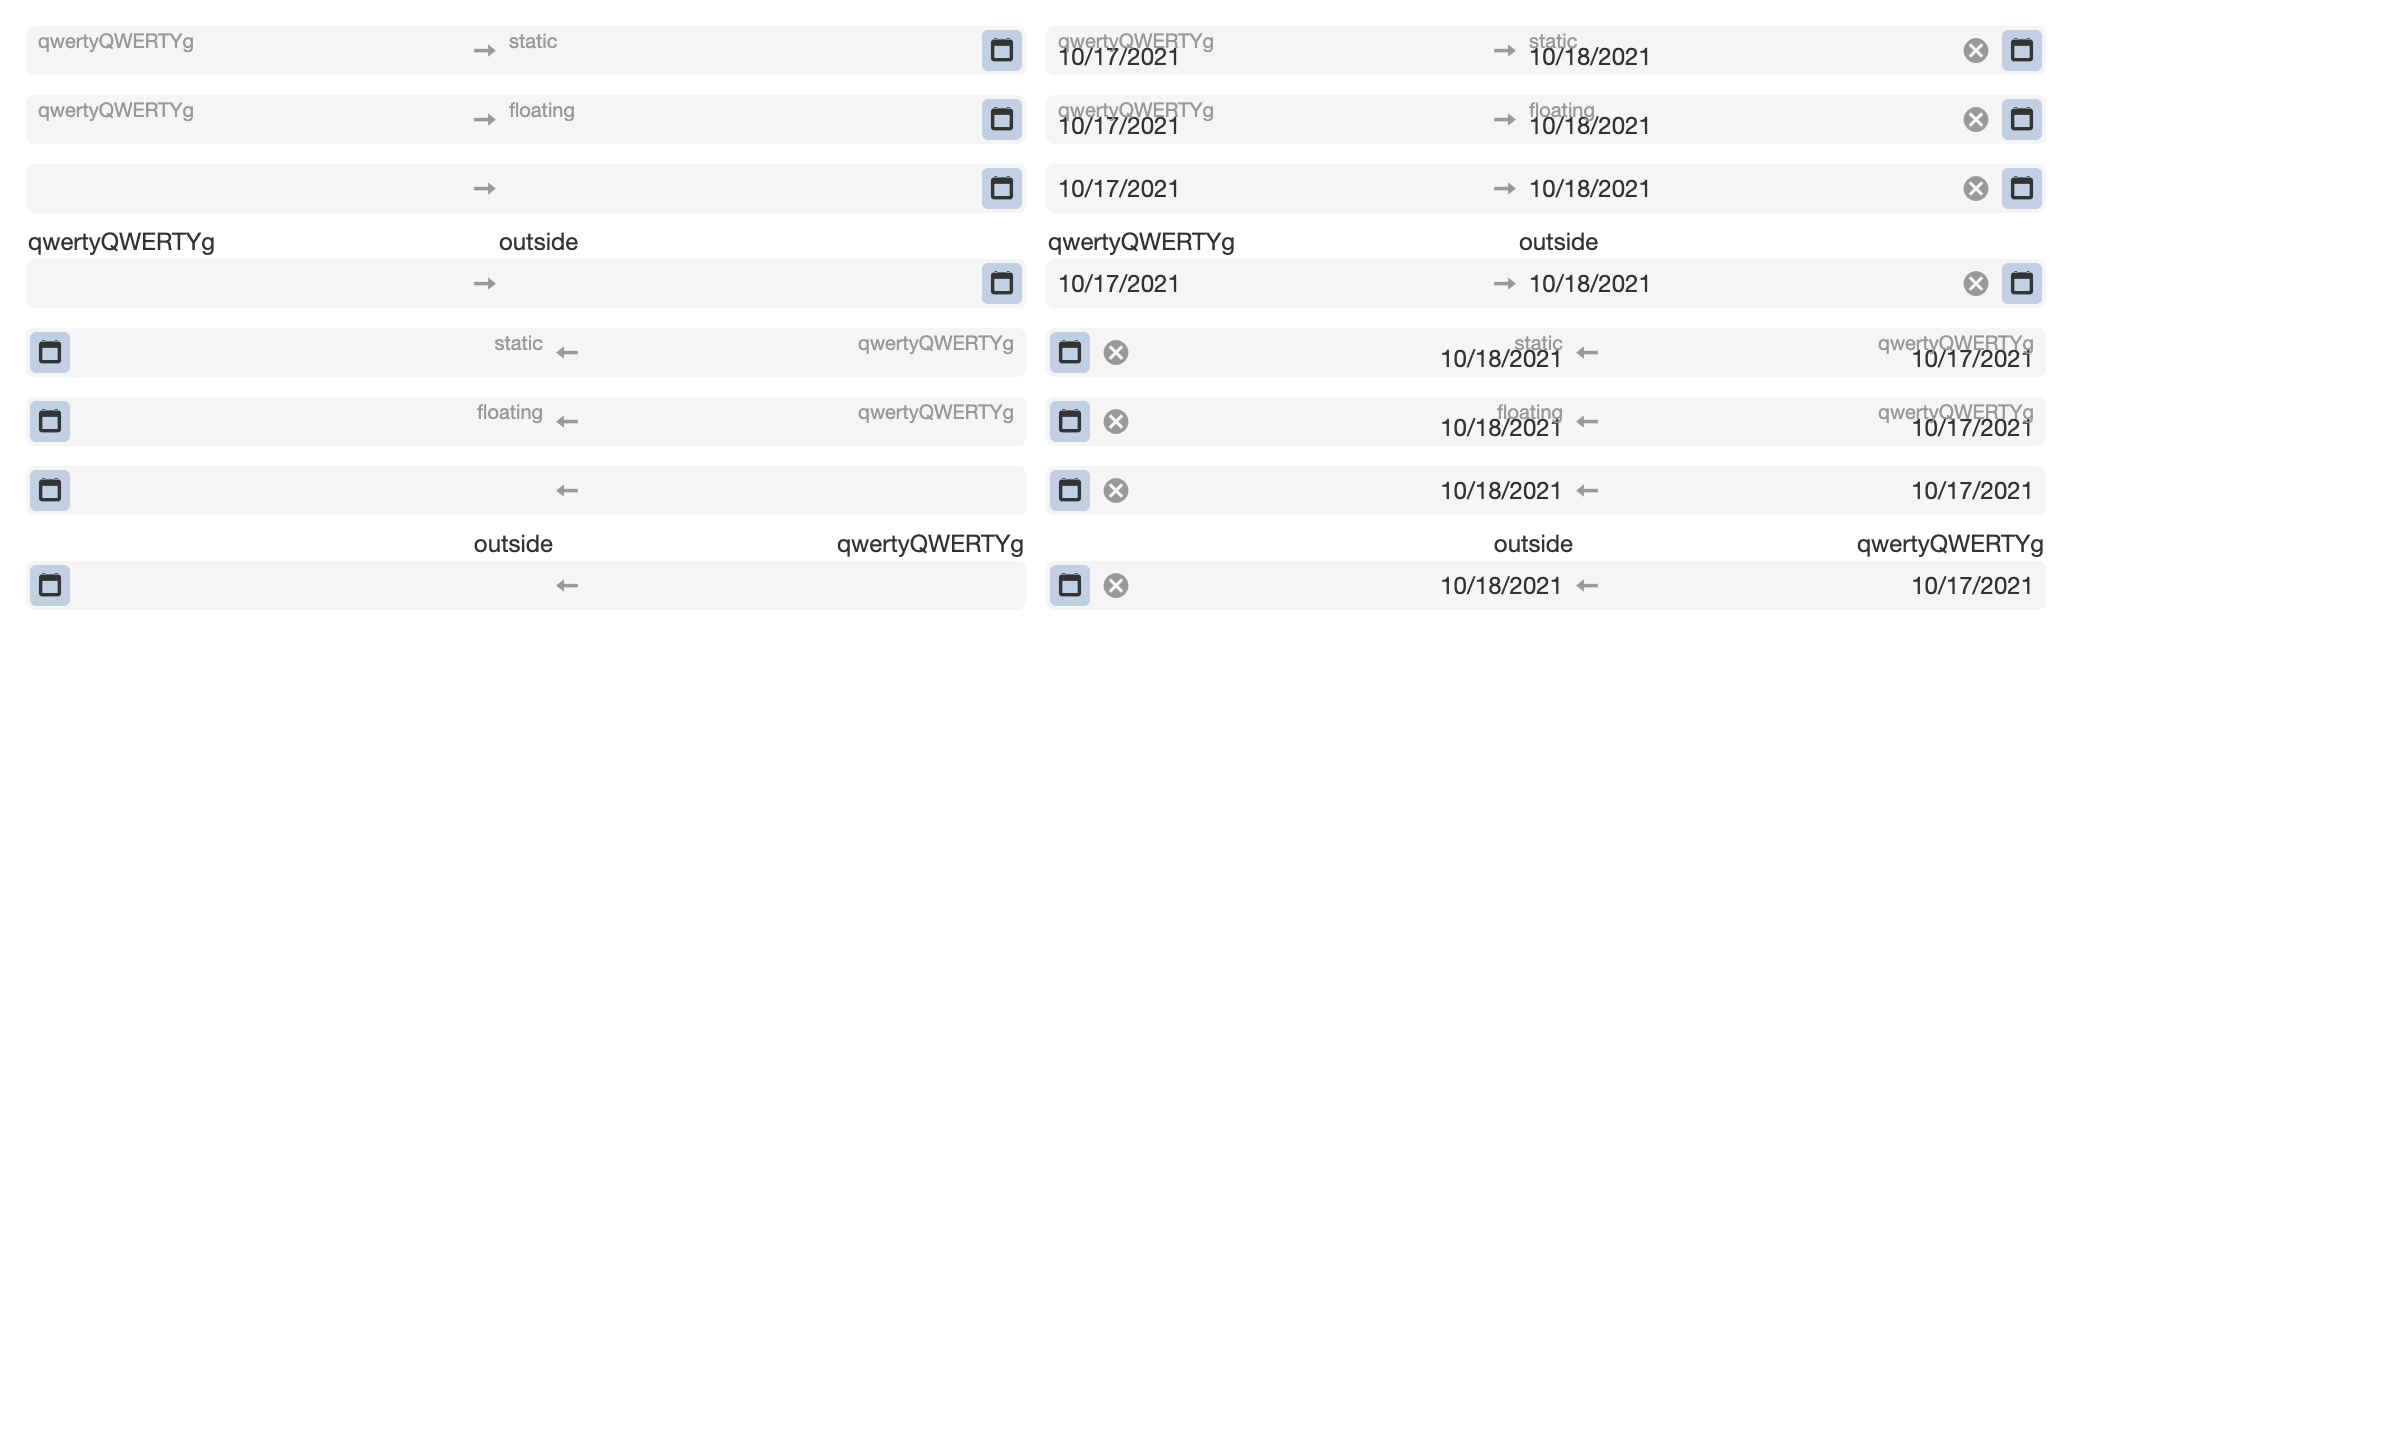 qwertyQWERTYg → static
qwertyQWERTYg → static
10/17/2021 10/18/2021
qwertyQWERTYg → floating
qwertyQWERTYg → floating
10/17/2021 10/18/2021
→
10/17/2021 → 10/18/2021
qwertyQWERTYg outside
qwertyQWERTYg outside
→
10/17/2021 → 10/18/2021
static ← qwertyQWERTYg
static ← qwertyQWERTYg
10/18/2021 10/17/2021
floating ← qwertyQWERTYg
floating ← qwertyQWERTYg
10/18/2021 10/17/2021
←
10/18/2021 ← 10/17/2021
outside qwertyQWERTYg
outside qwertyQWERTYg
←
10/18/2021 ← 10/17/2021